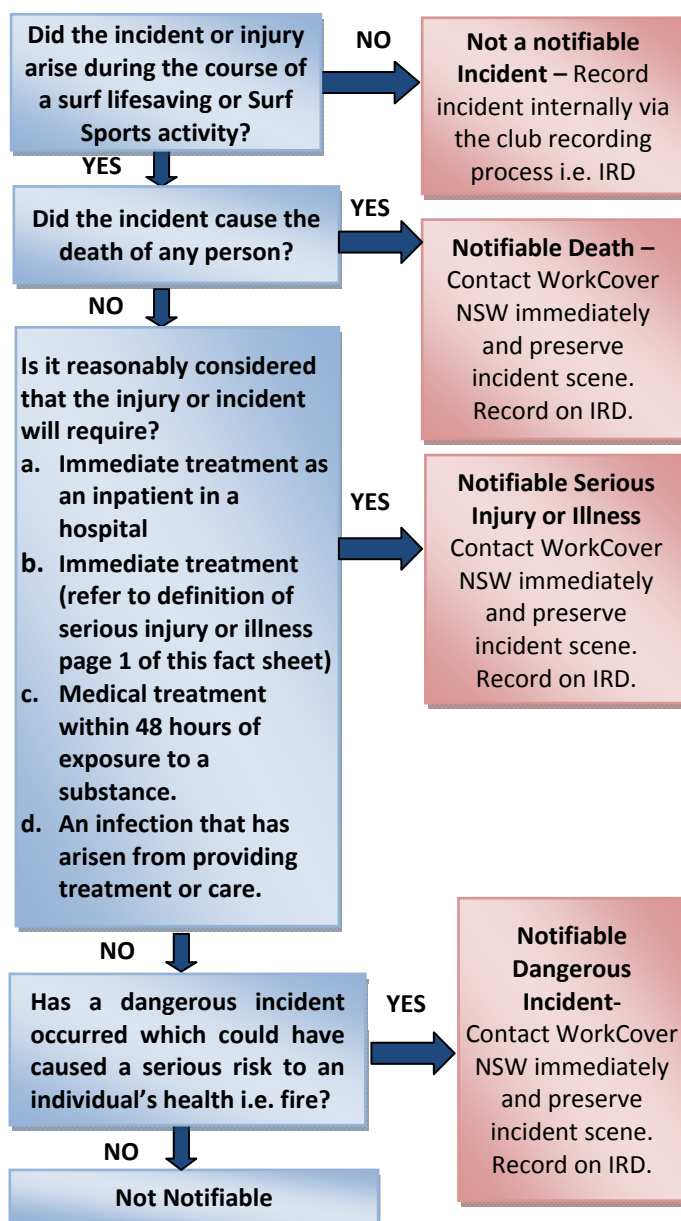 Did the incident or injury
arise during the course of
a surf lifesaving or Surf
Sports activity?
NO
Not a notifiable
Incident – Record
incident internally via
the club recording
process i.e. IRD
YES
Did the incident cause the
death of any person?
YES
Notifiable Death –
Contact WorkCover
NSW immediately
and preserve
incident scene.
Record on IRD.
NO
Is it reasonably considered
that the injury or incident
will require?
a. Immediate treatment as
an inpatient in a
hospital
b. Immediate treatment
(refer to definition of
serious injury or illness
page 1 of this fact sheet)
c. Medical treatment
within 48 hours of
exposure to a
substance.
d. An infection that has
arisen from providing
treatment or care.
YES
Notifiable Serious
Injury or Illness
Contact WorkCover
NSW immediately
and preserve
incident scene.
Record on IRD.
NO
Has a dangerous incident
occurred which could have
caused a serious risk to an
individual's health i.e. fire?
YES
Notifiable
Dangerous
Incident-
Contact WorkCover
NSW immediately
and preserve
incident scene.
Record on IRD.
NO
Not Notifiable